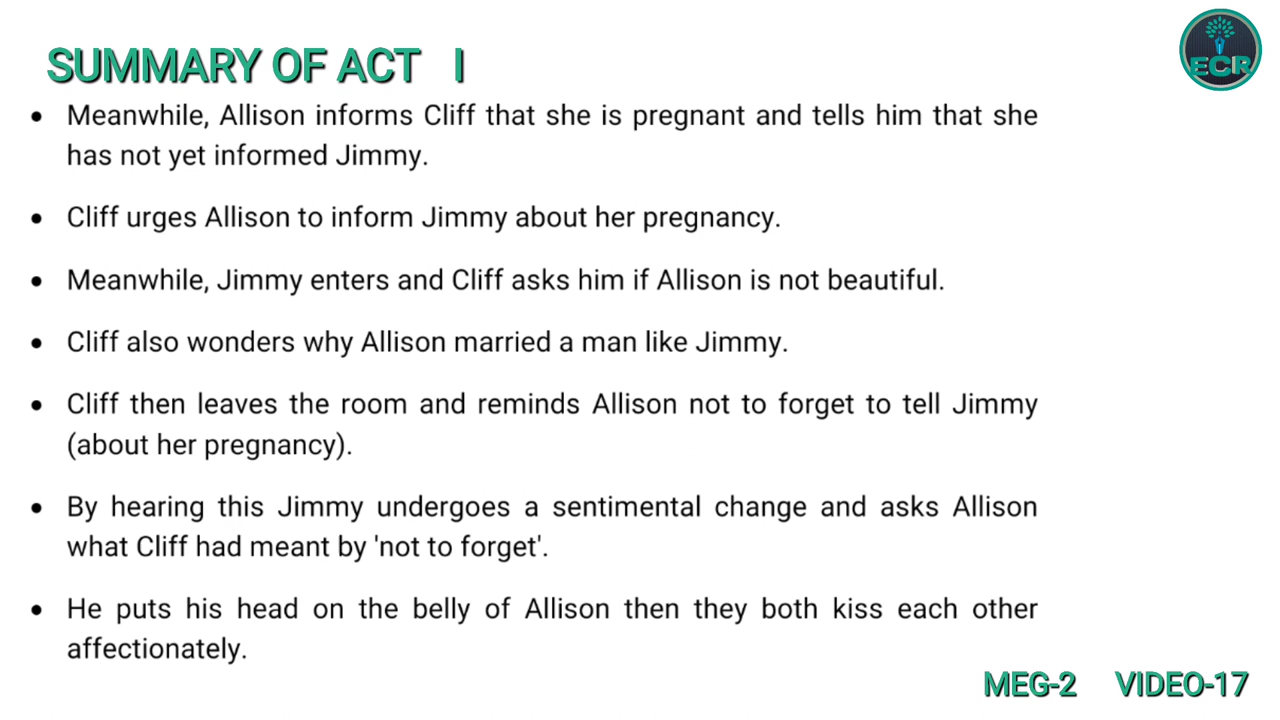 SUMMARY OF ACT I
ECR
• Meanwhile, Allison informs Cliff that she is pregnant and tells him that she
has not yet informed Jimmy.
• Cliff urges Allison to inform Jimmy about her pregnancy.
• Meanwhile, Jimmy enters and Cliff asks him if Allison is not beautiful.
• Cliff also wonders why Allison married a man like Jimmy.
• Cliff then leaves the room and reminds Allison not to forget to tell Jimmy
(about her pregnancy).
• By hearing this Jimmy undergoes a sentimental change and asks Allison
what Cliff had meant by 'not to forget'.
• He puts his head on the belly of Allison then they both kiss each other
affectionately.
MEG-2 VIDEO-17